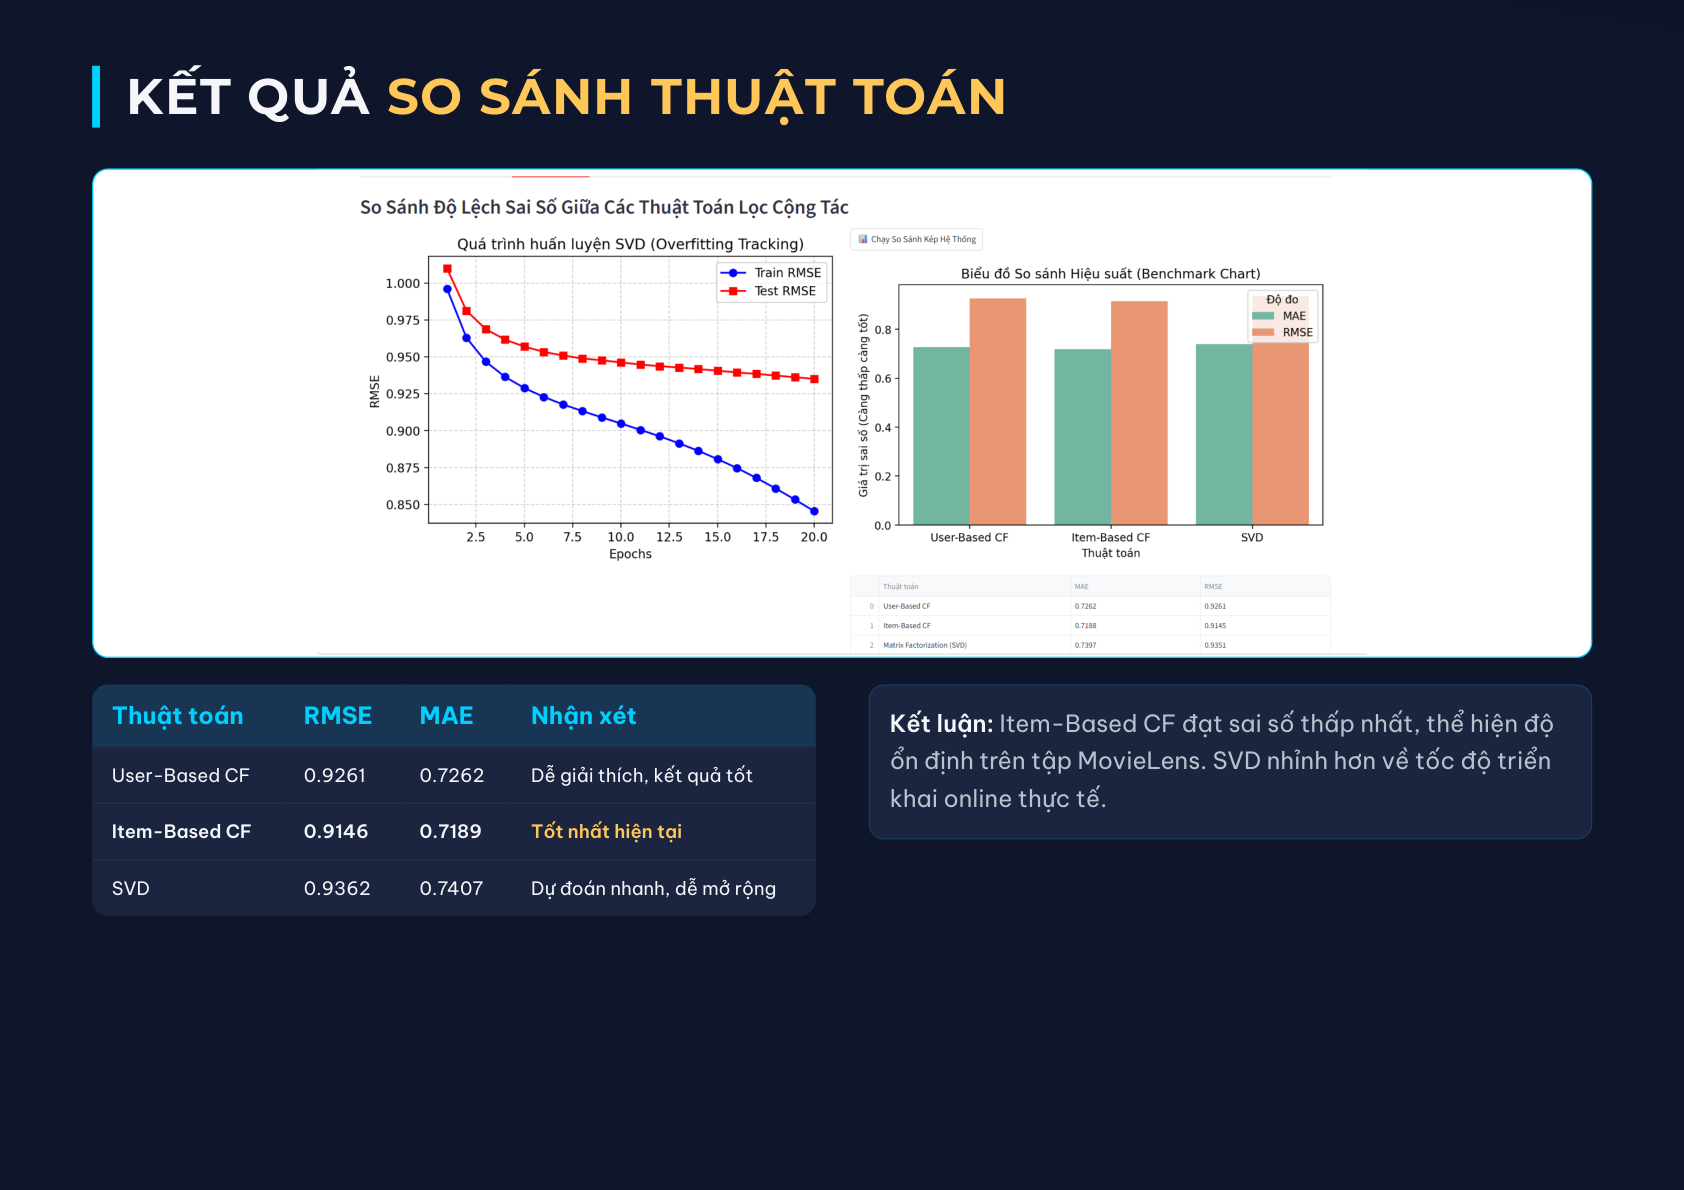 KẾT QUẢ SO SÁNH THUẬT TOÁN
So Sánh Độ Lệch Sai Số Giữa Các Thuật Toán Lọc Cộng Tác
Quá trình huấn luyện SVD (Overfitting Tracking)
Train RMSE
Test RMSE
1.000
0.975
0.950
0.925
0.900
0.875
0.850
RMSE
2.5 5.0 7.5 10.0 12.5 15.0 17.5 20.0
Epochs
Chạy So Sánh Kép Hệ Thống
Biểu đồ So sánh Hiệu suất (Benchmark Chart)
Độ đo
MAE
RMSE
0.8
0.6
0.4
0.2
0.0
Giá trị sai số (Càng thấp càng tốt)
User-Based CF Item-Based CF SVD
Thuật toán
Thuật toán MAE RMSE
0 User-Based CF 0.7262 0.9261
1 Item-Based CF 0.7188 0.9145
2 Matrix Factorization (SVD) 0.7397 0.9351
Thuật toán RMSE MAE Nhận xét
User-Based CF 0.9261 0.7262 Dễ giải thích, kết quả tốt
Item-Based CF 0.9146 0.7189 Tốt nhất hiện tại
SVD 0.9362 0.7407 Dự đoán nhanh, dễ mở rộng
Kết luận: Item-Based CF đạt sai số thấp nhất, thể hiện độ
ổn định trên tập MovieLens. SVD nhỉnh hơn về tốc độ triển
khai online thực tế.